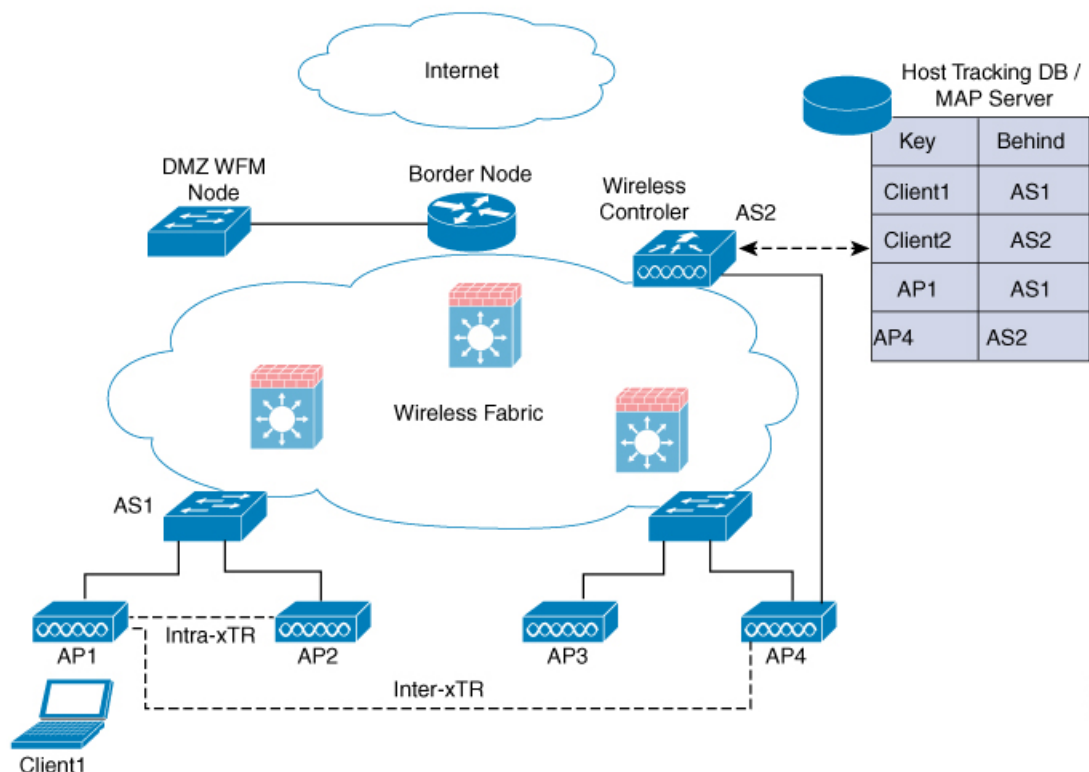 Internet
Host Tracking DB /
MAP Server
Key Behind
Client1 AS1
Client2 AS2
AP1 AS1
AP4 AS2
DMZ WFM
Node
Border Node
Wireless
Controler
AS2
Wireless Fabric
AS1
AP1
Intra-xTR
AP2
AP3
AP4
Inter-xTR
Client1